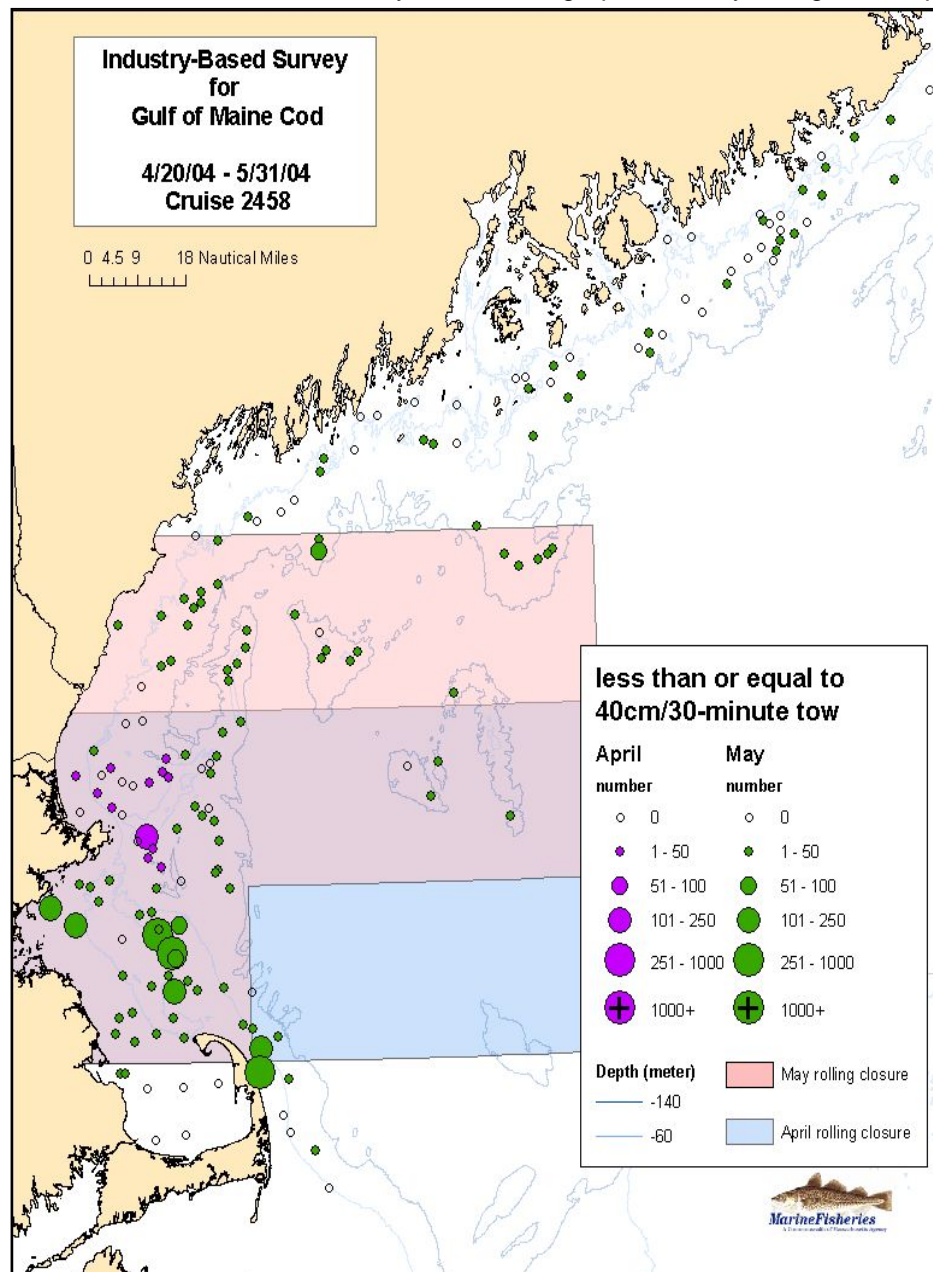 Industry-Based Survey
for
Gulf of Maine Cod
4/20/04 - 5/31/04
Cruise 2458
0 4.5 9 18 Nautical Miles
less than or equal to
40cm/30-minute tow
April May
number number
0 0
1 - 50 1 - 50
51 - 100 51 - 100
101 - 250 101 - 250
251 - 1000 251 - 1000
1000+ 1000+
Depth (meter)
-140
-60
May rolling closure
April rolling closure
MarineFisheries